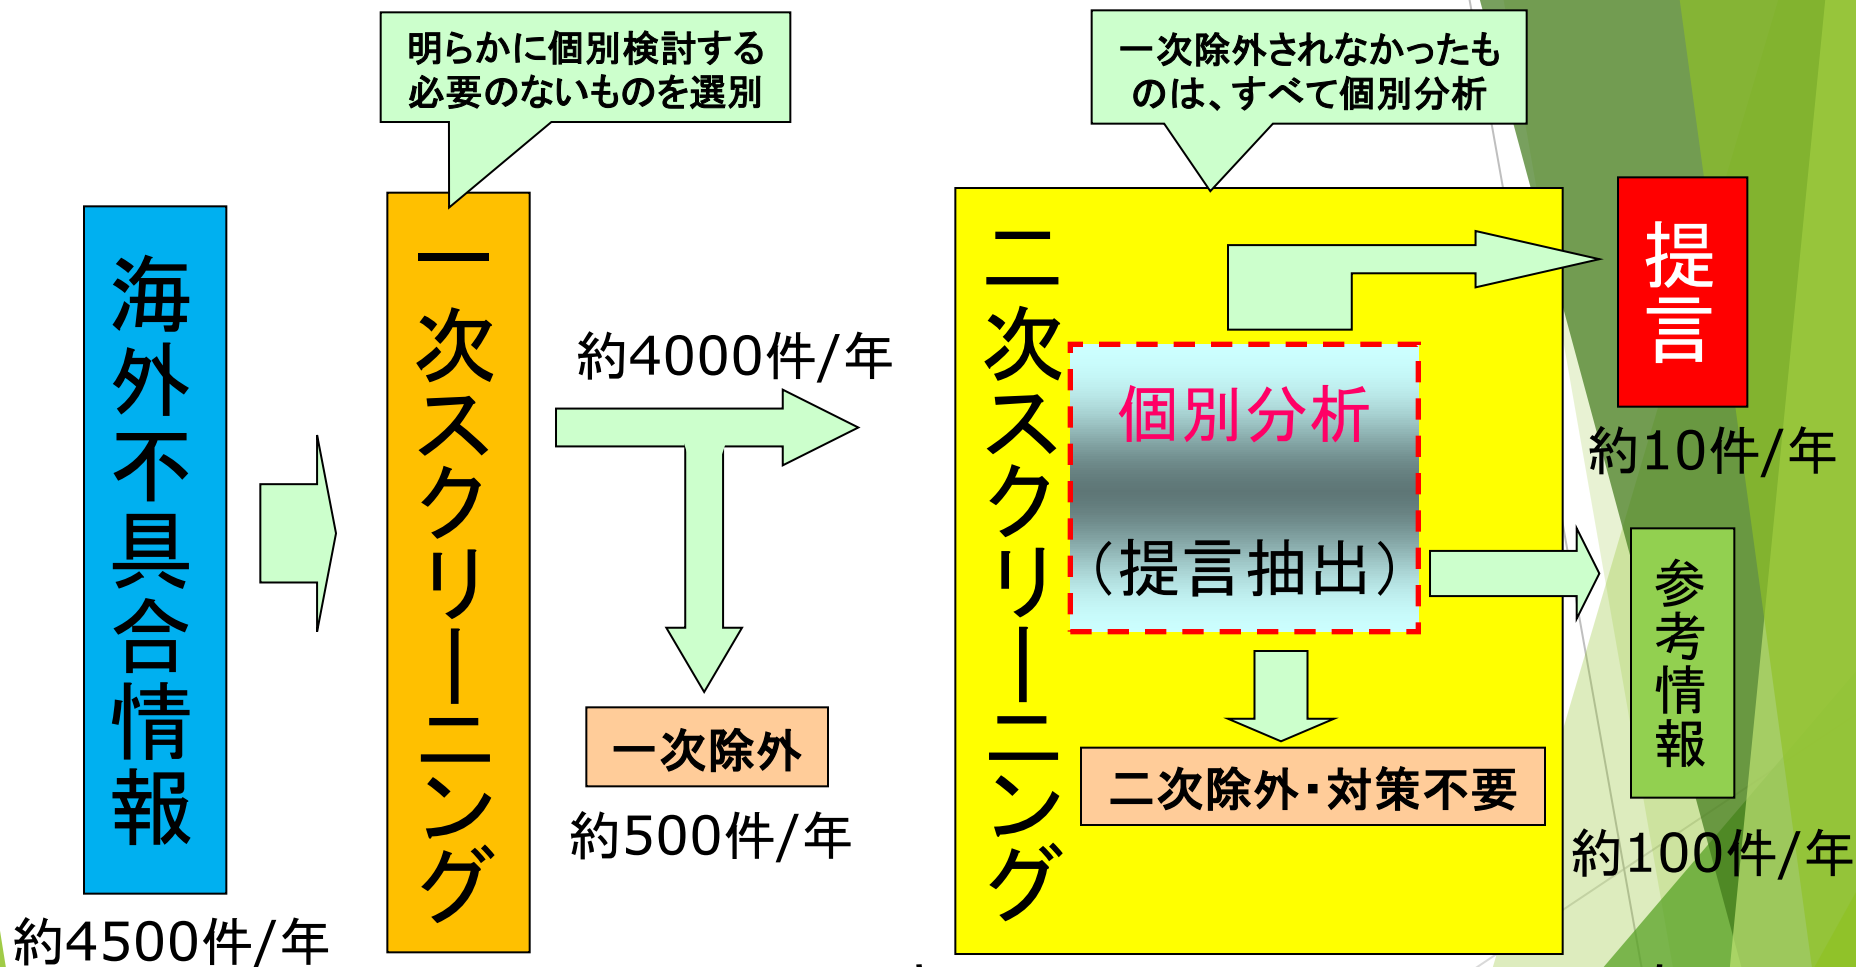 明らかに個別検討する
必要のないものを選別
一次除外されなかったも
のは、すべて個別分析
海外不具合情報
約4500件/年
一次スクリーニング
約4000件/年
一次除外
約500件/年
二次スクリーニング
個別分析
（提言抽出）
二次除外・対策不要
提言
約10件/年
参考情報
約100件/年